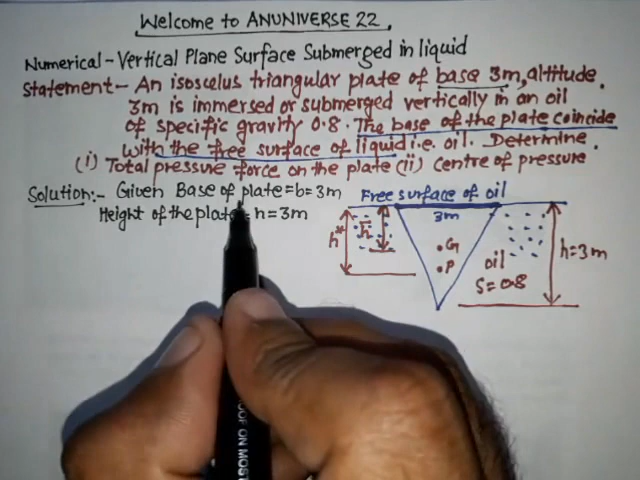 Welcome to ANUNIVERSE 22.
Numerical - Vertical Plane Surface Submerged in liquid
Statement - An isosculus triangular plate of base 3m, altitude.
3m is immersed or submerged vertically in an oil
of specific gravity 0.8. The base of the plate coincide
with the free surface of liquid i.e. oil. Determine.
(i) Total pressure force on the plate (ii) Centre of pressure
Solution:- Given Base of plate = b = 3m
Height of the plate = h = 3m
Free surface of oil
3m
h*
h̄
G
P
oil
S = 0.8
h = 3m
OOF ON MOST